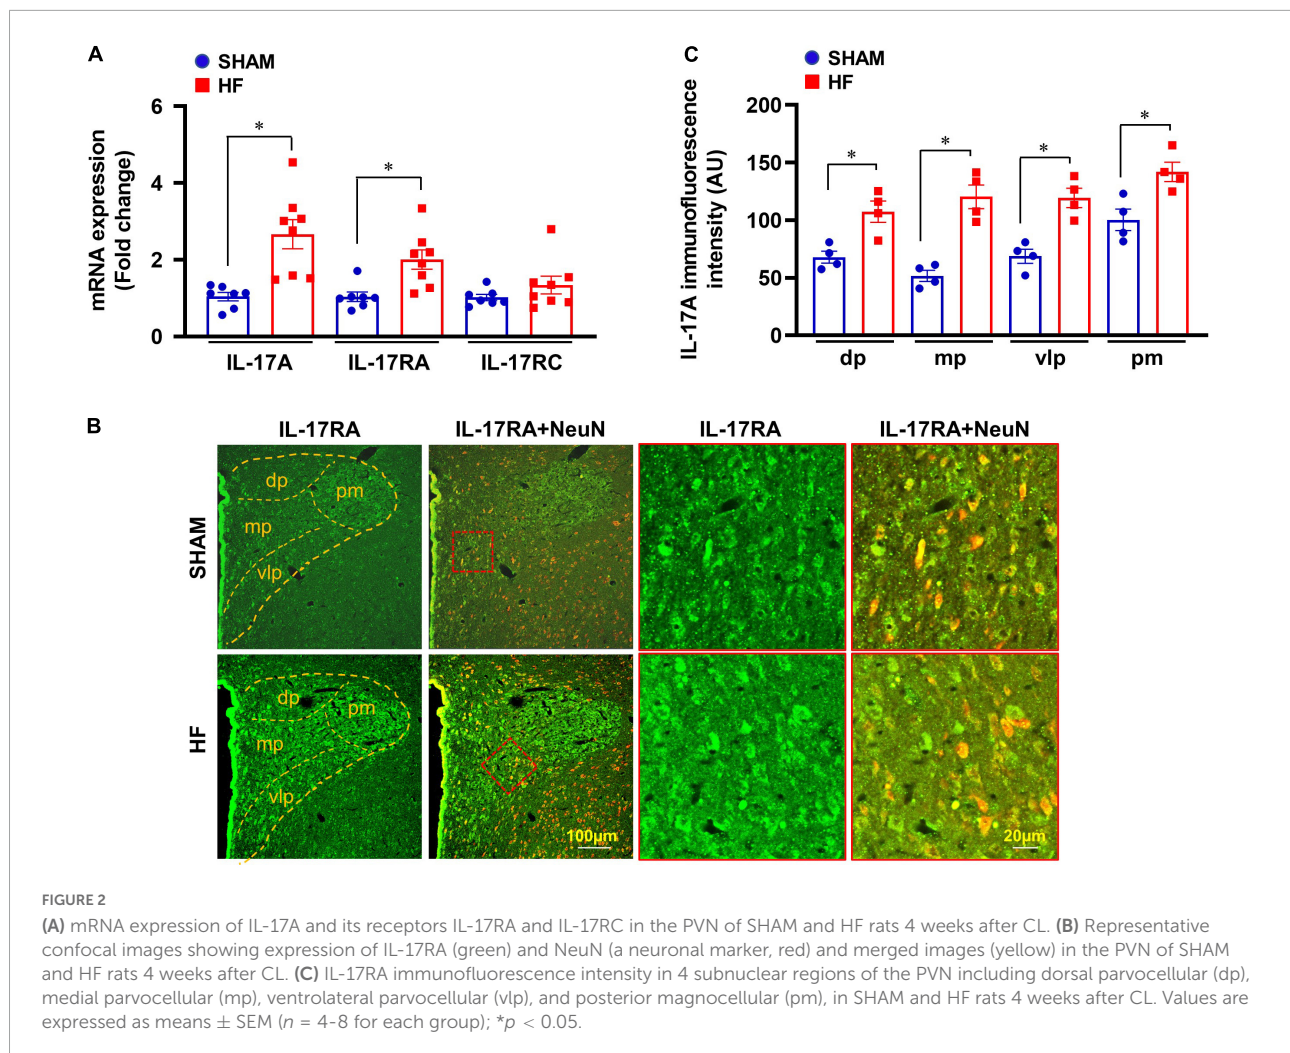 A
SHAM
HF
mRNA expression
(Fold change)
6
4
2
0
*
*
IL-17A
IL-17RA
IL-17RC
C
SHAM
HF
IL-17A immunofluorescence
intensity (AU)
200
150
100
50
0
*
*
*
*
dp
mp
vlp
pm
B
IL-17RA
IL-17RA+NeuN
IL-17RA
IL-17RA+NeuN
SHAM
dp
pm
mp
vlp
HF
dp
pm
mp
vlp
100μm
20μm
FIGURE 2
(A) mRNA expression of IL-17A and its receptors IL-17RA and IL-17RC in the PVN of SHAM and HF rats 4 weeks after CL. (B) Representative
confocal images showing expression of IL-17RA (green) and NeuN (a neuronal marker, red) and merged images (yellow) in the PVN of SHAM
and HF rats 4 weeks after CL. (C) IL-17RA immunofluorescence intensity in 4 subnuclear regions of the PVN including dorsal parvocellular (dp),
medial parvocellular (mp), ventrolateral parvocellular (vlp), and posterior magnocellular (pm), in SHAM and HF rats 4 weeks after CL. Values are
expressed as means ± SEM (n = 4-8 for each group); *p < 0.05.